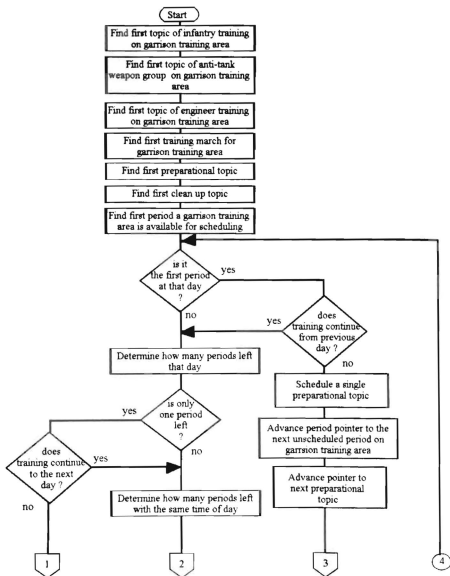 Start
Find first topic of infantry training
on garrison training area
Find first topic of anti-tank
weapon group on garrison training
area
Find first topic of engineer training
on garrison training area
Find first training march for
garrison training area
Find first preparational topic
Find first clean up topic
Find first period a garrison training
area is available for scheduling
is it
the first period
at that day
?
yes
no
does
training continue
from previous
day ?
yes
no
Determine how many periods left
that day
Schedule a single
preparational topic
is only
one period
left
?
yes
no
Advance period pointer to the
next unscheduled period on
garrsion training area
does
training continue
to the next
day ?
yes
no
Advance pointer to
next preparational
topic
Determine how many periods left
with the same time of day
1
2
3
4